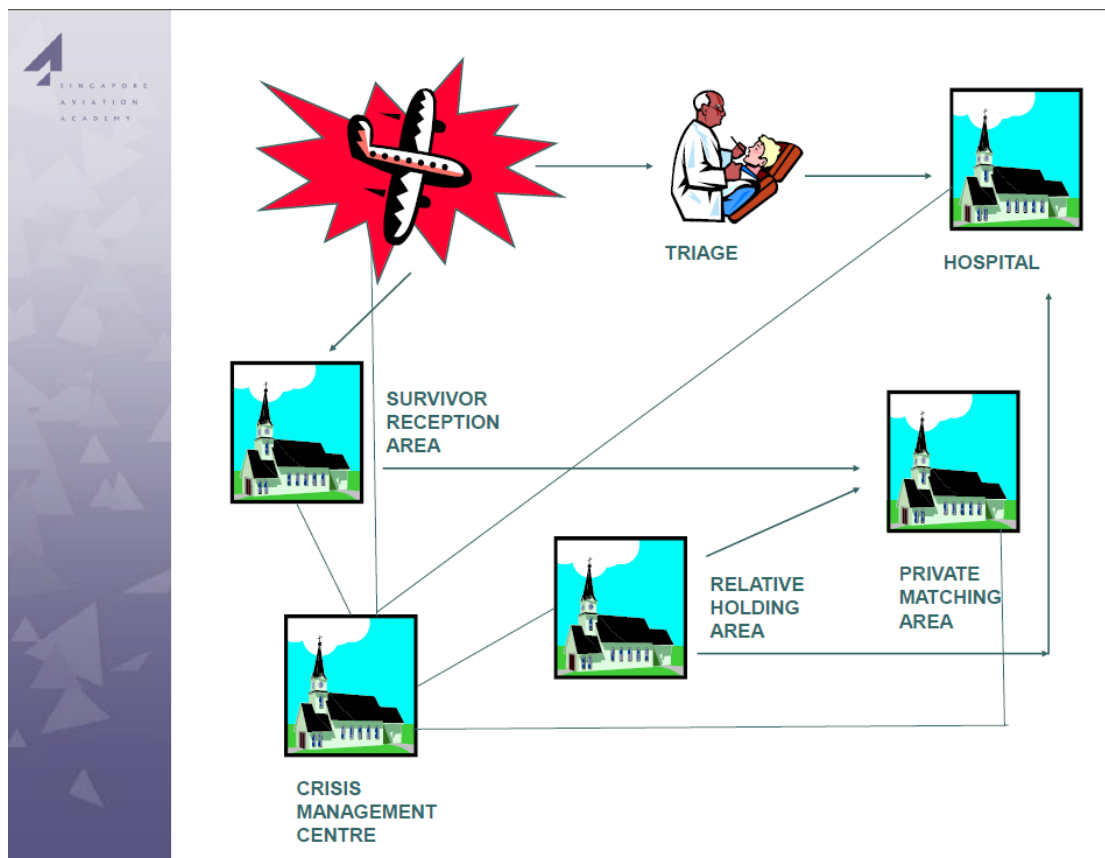 SINGAPORE
AVIATION
ACADEMY
TRIAGE
HOSPITAL
SURVIVOR
RECEPTION
AREA
RELATIVE
HOLDING
AREA
PRIVATE
MATCHING
AREA
CRISIS
MANAGEMENT
CENTRE